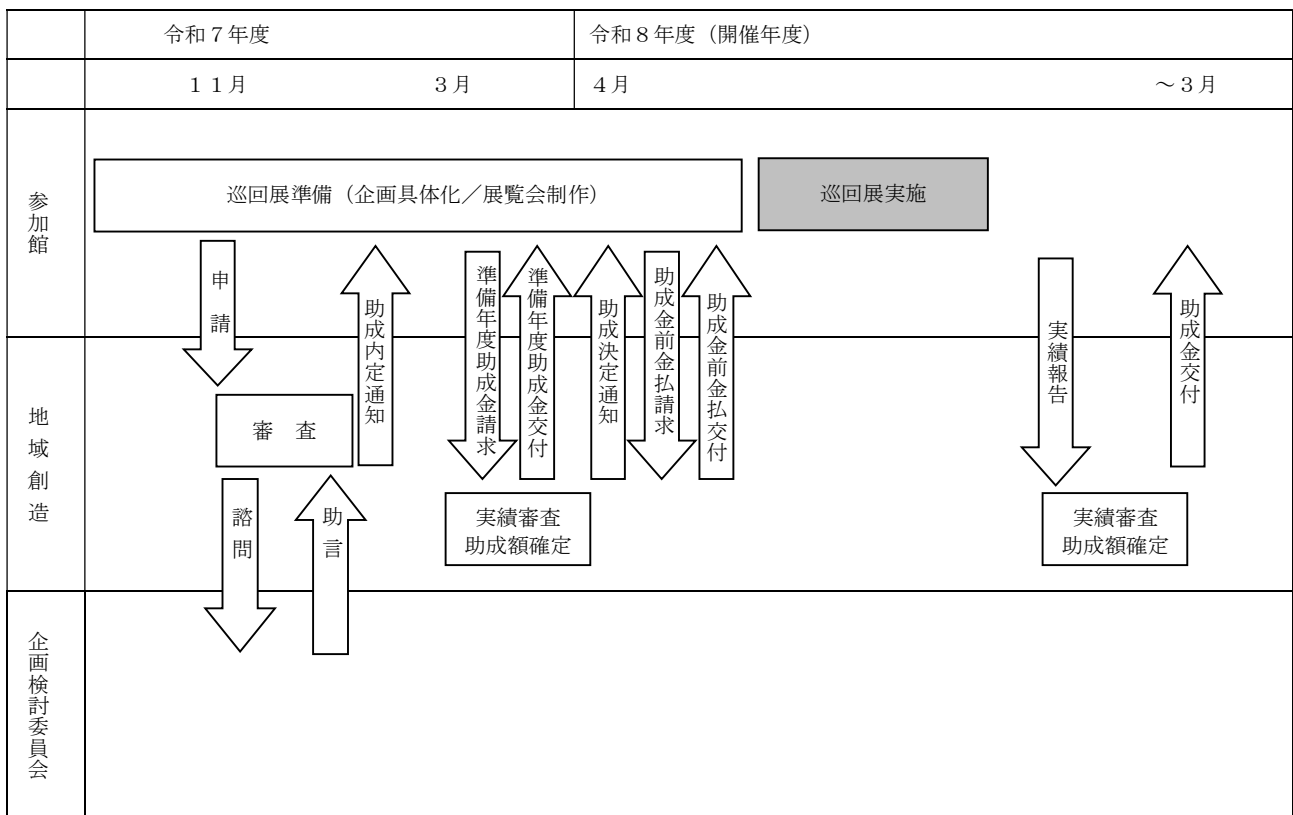 令和７年度
令和８年度（開催年度）
１１月
３月
４月
～３月
参加館
巡回展準備（企画具体化／展覧会制作）
巡回展実施
申請
助成内定通知
準備年度助成金請求
準備年度助成金交付
助成決定通知
助成金前金払請求
助成金前金払交付
実績報告
助成金交付
地域創造
審　査
実績審査
助成額確定
実績審査
助成額確定
諮問
助言
企画検討委員会